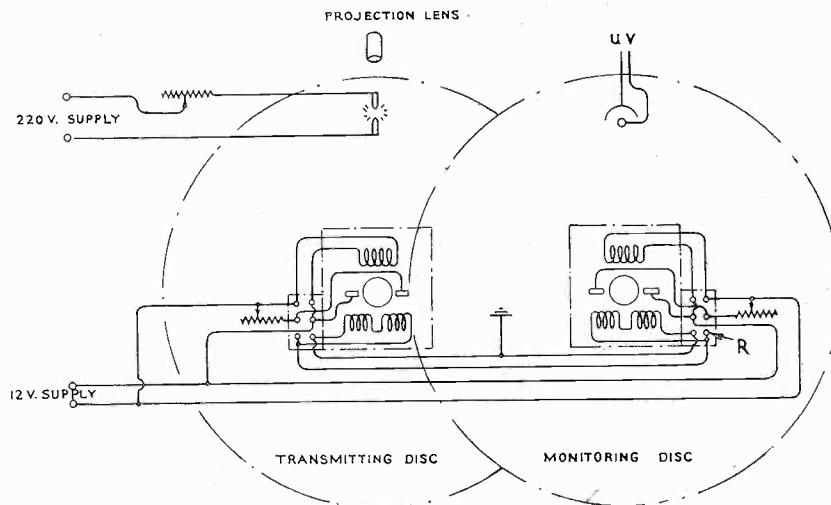 PROJECTION LENS
U V
220 V. SUPPLY
R
12 V. SUPPLY
TRANSMITTING DISC
MONITORING DISC